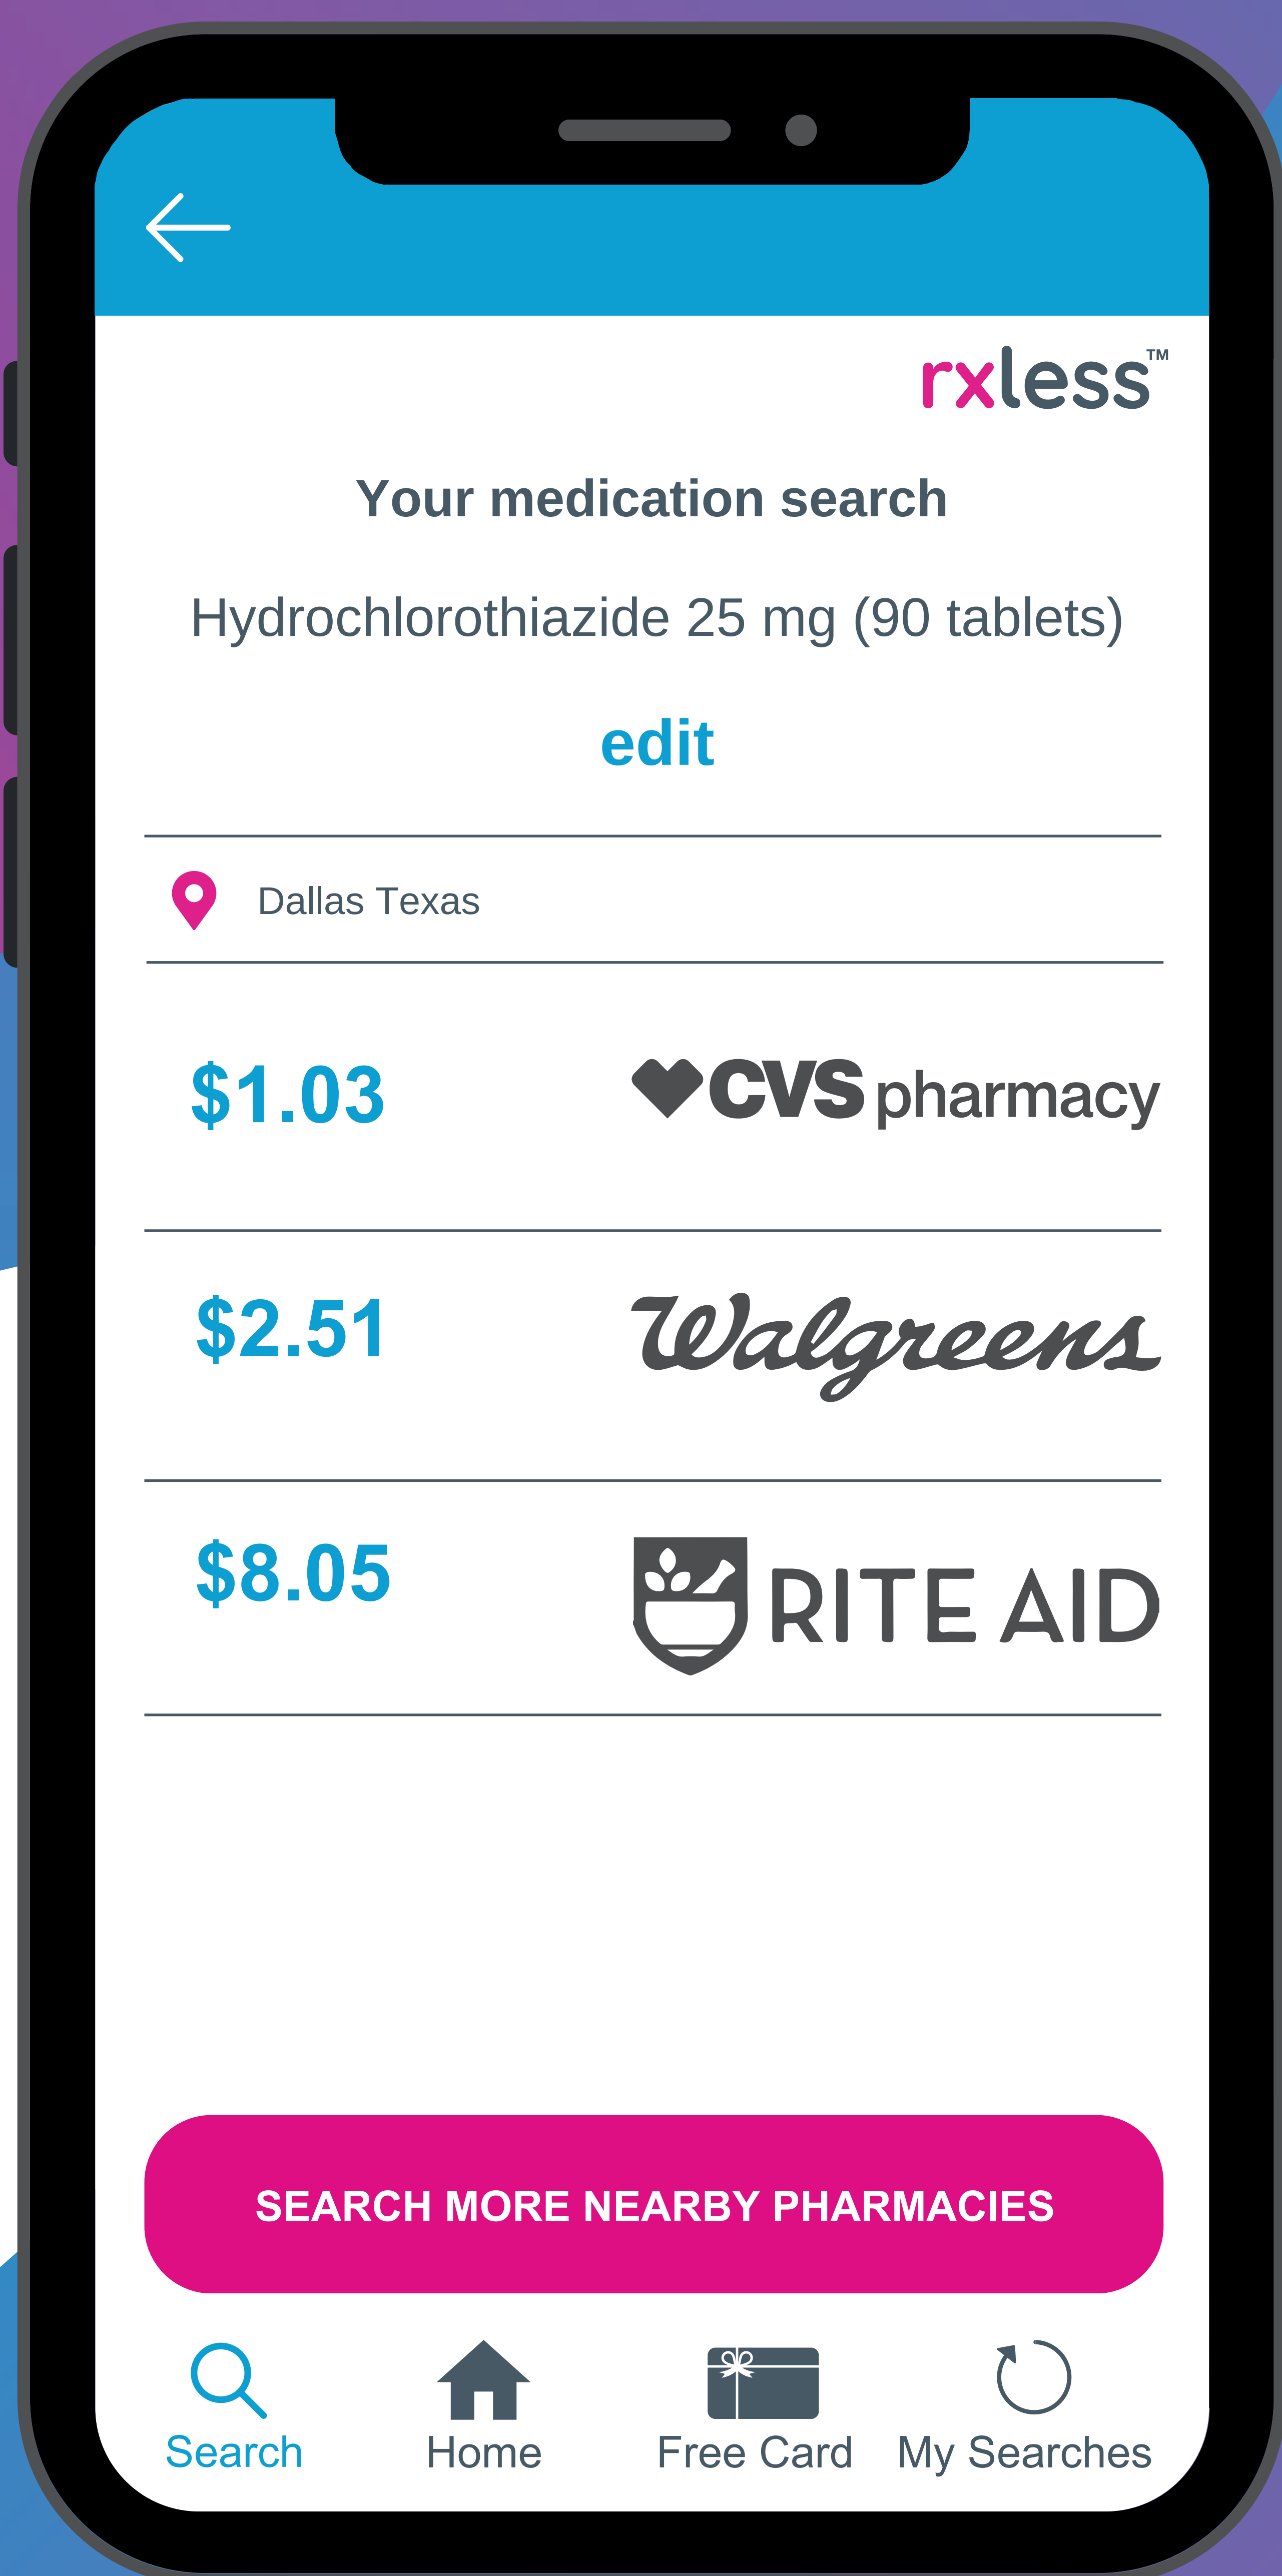 rxless™
Your medication search
Hydrochlorothiazide 25 mg (90 tablets)
edit
Dallas Texas
$1.03 CVS pharmacy
$2.51 Walgreens
$8.05 RITE AID
SEARCH MORE NEARBY PHARMACIES
Search Home Free Card My Searches